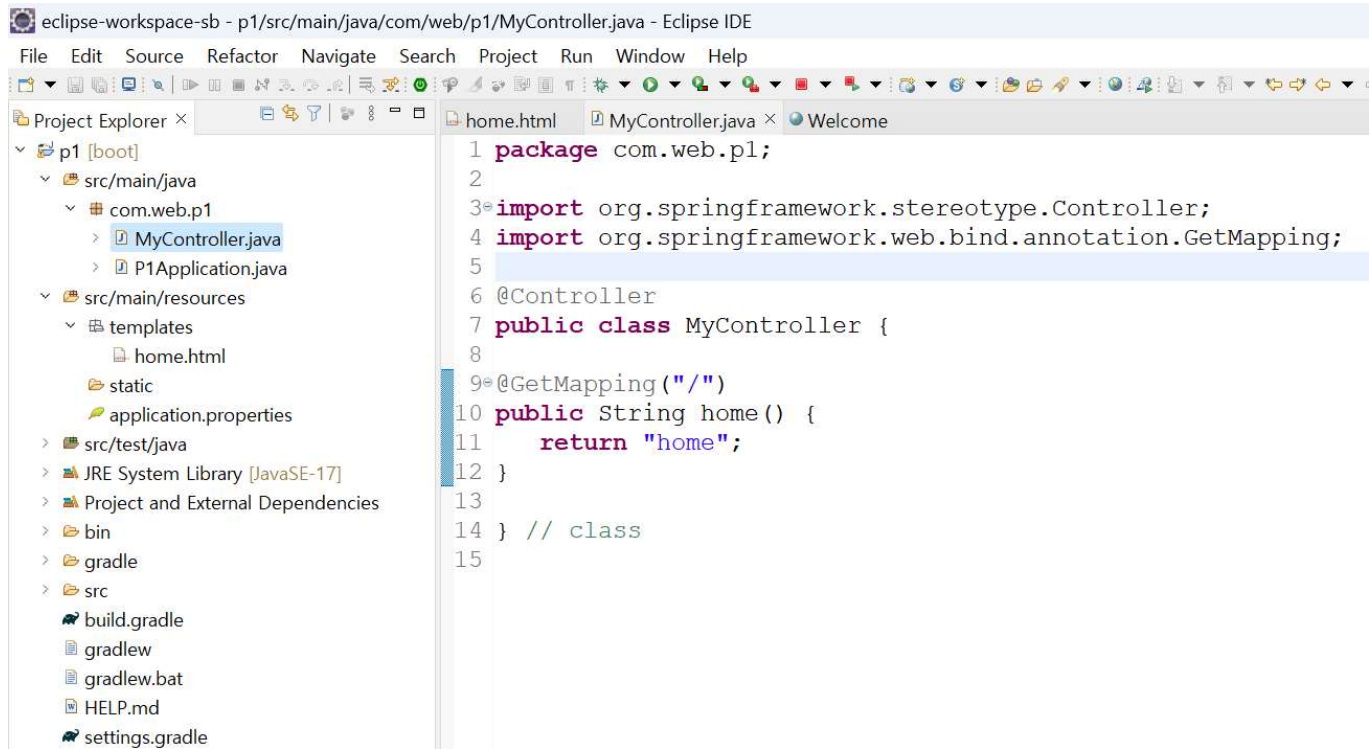 eclipse-workspace-sb - p1/src/main/java/com/web/p1/MyController.java - Eclipse IDE
File Edit Source Refactor Navigate Search Project Run Window Help
Project Explorer ×
home.html MyController.java × Welcome
p1 [boot]
src/main/java
com.web.p1
MyController.java
P1Application.java
src/main/resources
templates
home.html
static
application.properties
src/test/java
JRE System Library [JavaSE-17]
Project and External Dependencies
bin
gradle
src
build.gradle
gradlew
gradlew.bat
HELP.md
settings.gradle
1 package com.web.p1;
2
3 import org.springframework.stereotype.Controller;
4 import org.springframework.web.bind.annotation.GetMapping;
5
6 @Controller
7 public class MyController {
8
9 @GetMapping("/")
10 public String home() {
11 return "home";
12 }
13
14 } // class
15